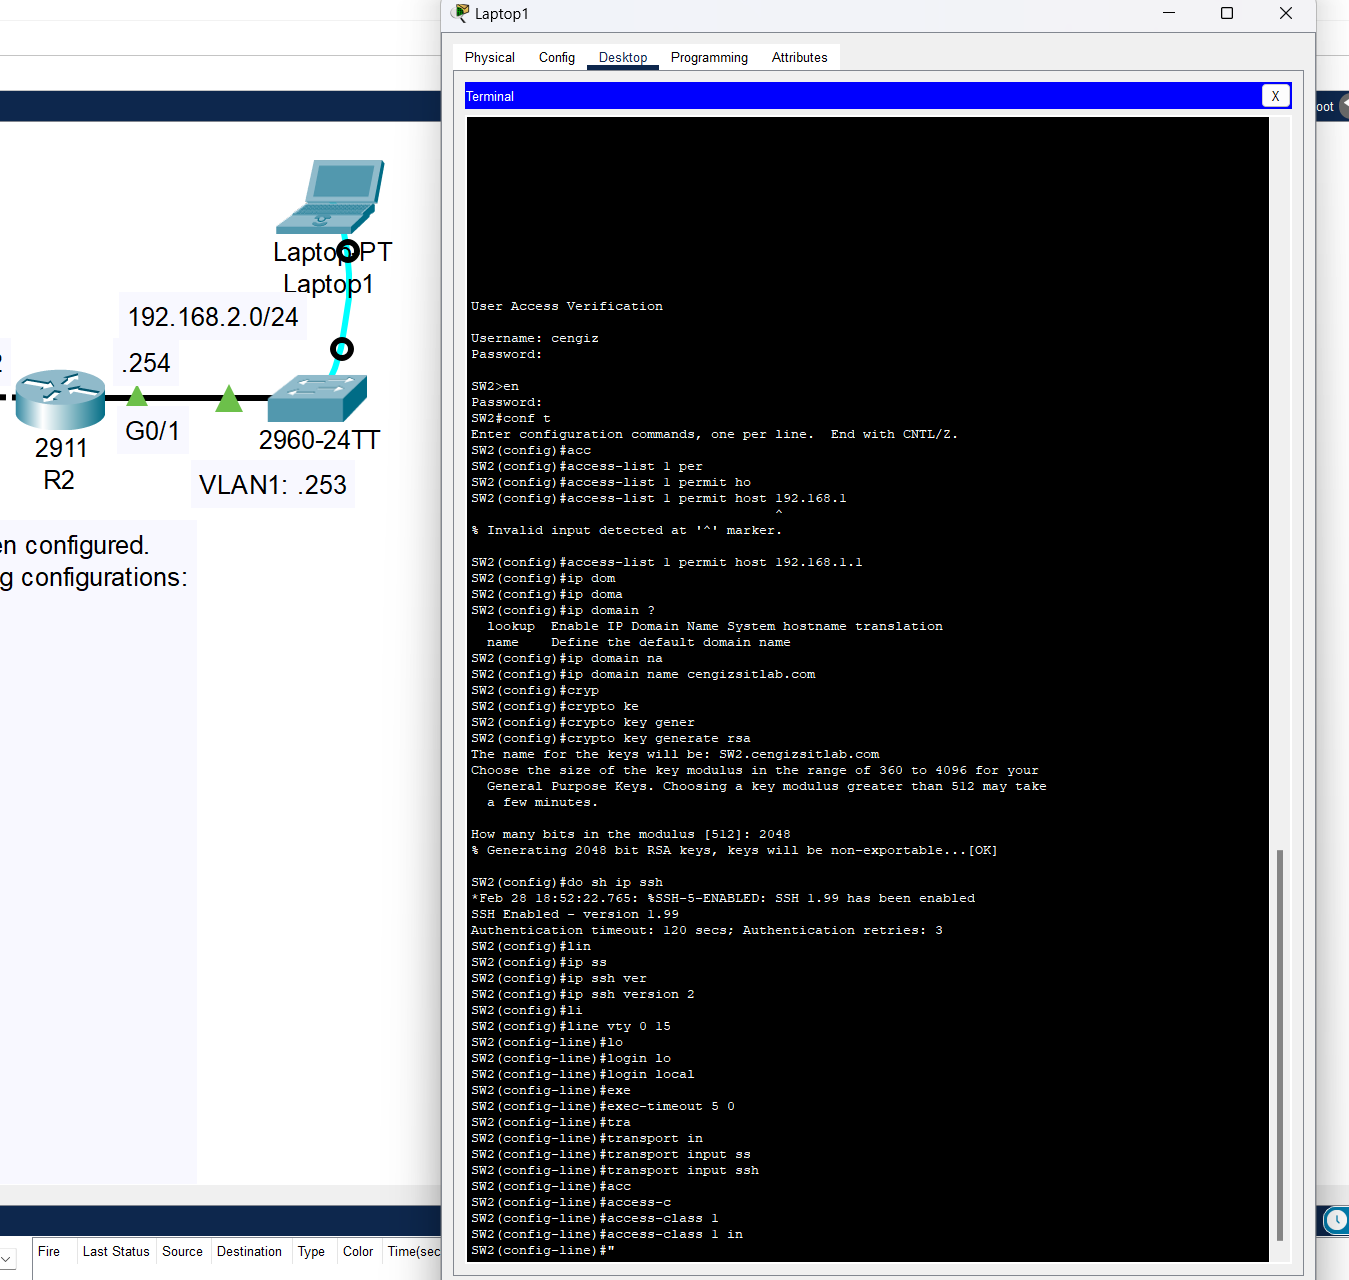 Laptop1
Physical Config Desktop Programming Attributes
Terminal X
oot
Laptop-PT
Laptop1
192.168.2.0/24
.254
G0/1
2911
R2
2960-24TT
VLAN1: .253
en configured.
g configurations:
User Access Verification
Username: cengiz
Password:
SW2>en
Password:
SW2#conf t
Enter configuration commands, one per line.  End with CNTL/Z.
SW2(config)#acc
SW2(config)#access-list 1 per
SW2(config)#access-list 1 permit ho
SW2(config)#access-list 1 permit host 192.168.1
^
% Invalid input detected at '^' marker.
SW2(config)#access-list 1 permit host 192.168.1.1
SW2(config)#ip dom
SW2(config)#ip doma
SW2(config)#ip domain ?
lookup  Enable IP Domain Name System hostname translation
name    Define the default domain name
SW2(config)#ip domain na
SW2(config)#ip domain name cengizsitlab.com
SW2(config)#cryp
SW2(config)#crypto ke
SW2(config)#crypto key gener
SW2(config)#crypto key generate rsa
The name for the keys will be: SW2.cengizsitlab.com
Choose the size of the key modulus in the range of 360 to 4096 for your
General Purpose Keys. Choosing a key modulus greater than 512 may take
a few minutes.
How many bits in the modulus [512]: 2048
% Generating 2048 bit RSA keys, keys will be non-exportable...[OK]
SW2(config)#do sh ip ssh
*Feb 28 18:52:22.765: %SSH-5-ENABLED: SSH 1.99 has been enabled
SSH Enabled - version 1.99
Authentication timeout: 120 secs; Authentication retries: 3
SW2(config)#lin
SW2(config)#ip ss
SW2(config)#ip ssh ver
SW2(config)#ip ssh version 2
SW2(config)#li
SW2(config)#line vty 0 15
SW2(config-line)#lo
SW2(config-line)#login lo
SW2(config-line)#login local
SW2(config-line)#exe
SW2(config-line)#exec-timeout 5 0
SW2(config-line)#tra
SW2(config-line)#transport in
SW2(config-line)#transport input ss
SW2(config-line)#transport input ssh
SW2(config-line)#acc
SW2(config-line)#access-c
SW2(config-line)#access-class 1
SW2(config-line)#access-class 1 in
SW2(config-line)#"
Fire Last Status Source Destination Type Color Time(sec